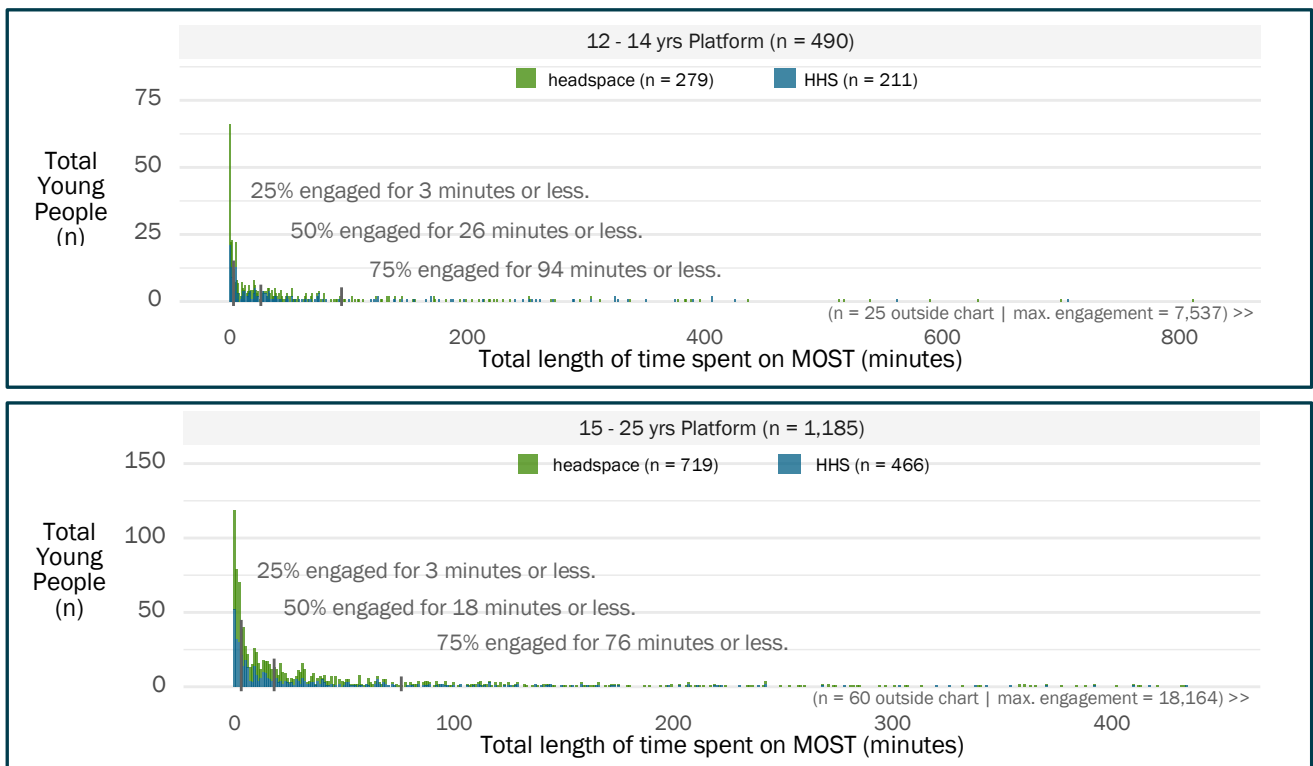 12 - 14 yrs Platform (n = 490)
headspace (n = 279) HHS (n = 211)
75
50
25
0
Total
Young
People
(n)
25% engaged for 3 minutes or less.
50% engaged for 26 minutes or less.
75% engaged for 94 minutes or less.
(n = 25 outside chart | max. engagement = 7,537) >>
0 200 400 600 800
Total length of time spent on MOST (minutes)
15 - 25 yrs Platform (n = 1,185)
headspace (n = 719) HHS (n = 466)
150
100
50
0
Total
Young
People
(n)
25% engaged for 3 minutes or less.
50% engaged for 18 minutes or less.
75% engaged for 76 minutes or less.
(n = 60 outside chart | max. engagement = 18,164) >>
0 100 200 300 400
Total length of time spent on MOST (minutes)